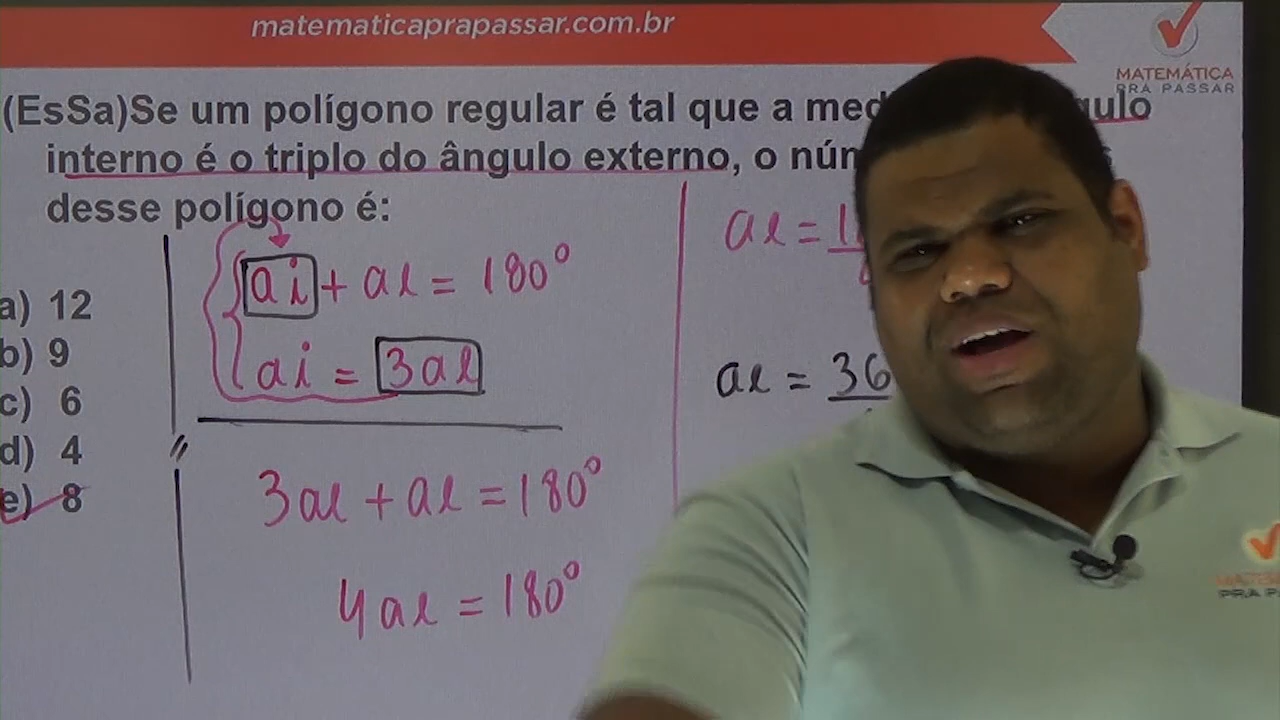 matematicaprapassar.com.br
MATEMÁTICA
PRA PASSAR
(EsSa)Se um polígono regular é tal que a
interno é o triplo do ângulo externo, o
desse polígono é:
a) 12
b) 9
c) 6
d) 4
e) 8
ai + ae = 180°
ai = 3ae
3ae + ae = 180°
4ae = 180°
ae =
ae = 36
PRA